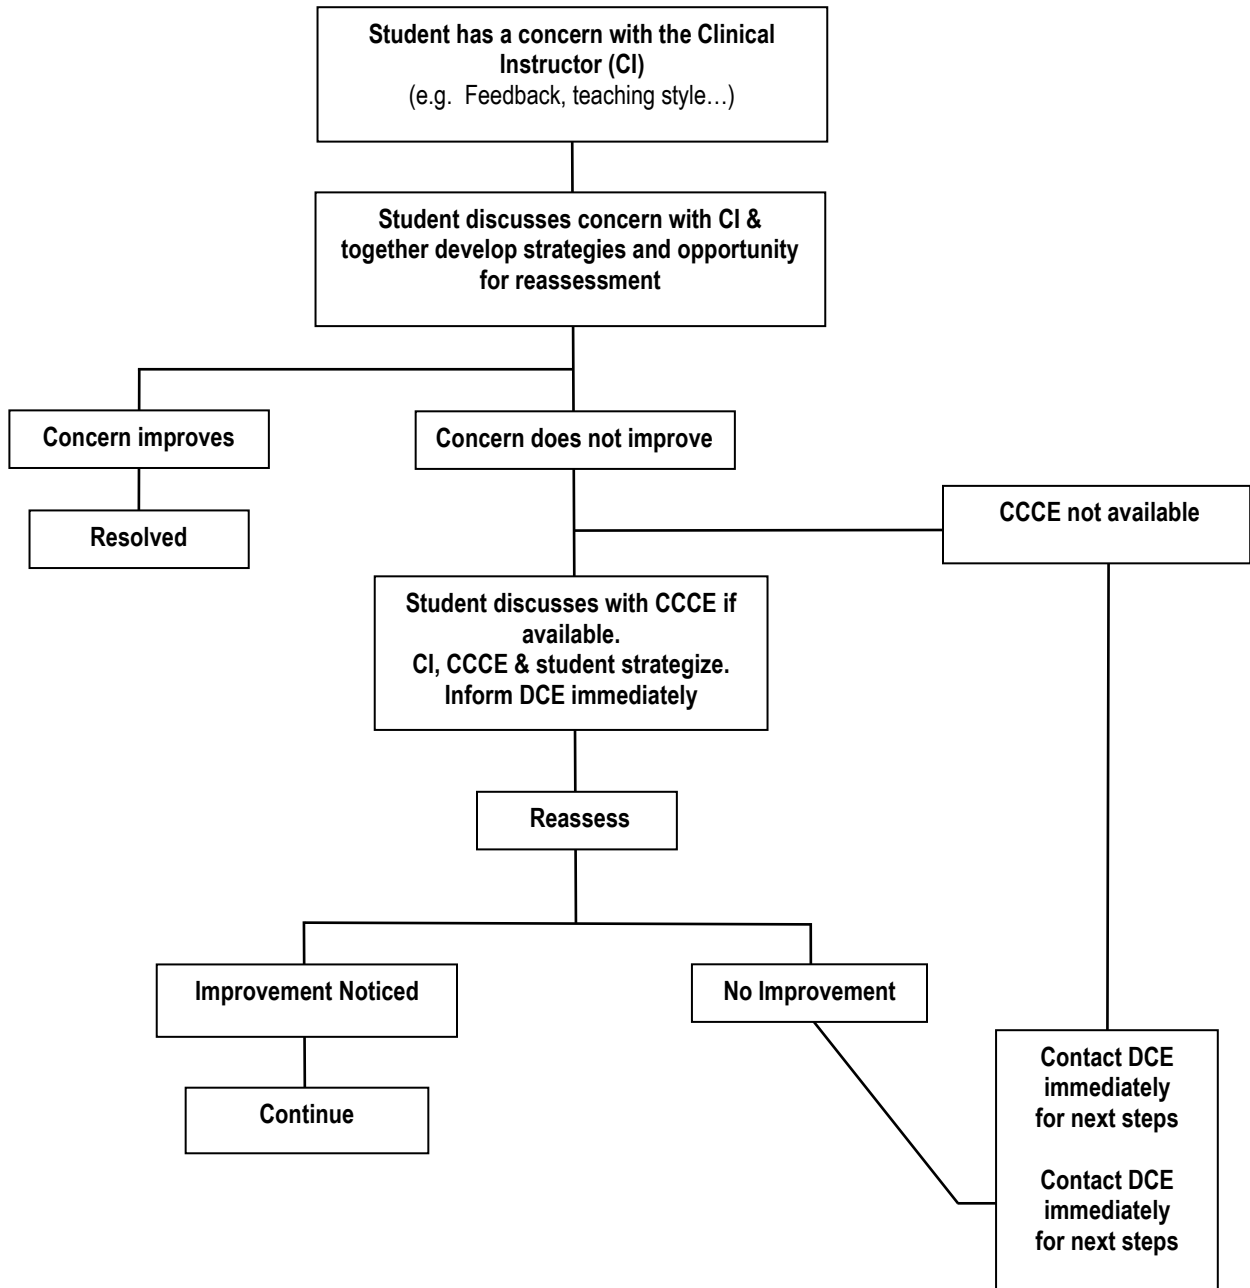 Student has a concern with the Clinical
Instructor (CI)
(e.g. Feedback, teaching style…)
Student discusses concern with CI &
together develop strategies and opportunity
for reassessment
Concern improves
Concern does not improve
Resolved
CCCE not available
Student discusses with CCCE if
available.
CI, CCCE & student strategize.
Inform DCE immediately
Reassess
Improvement Noticed
No Improvement
Continue
Contact DCE
immediately
for next steps
Contact DCE
immediately
for next steps